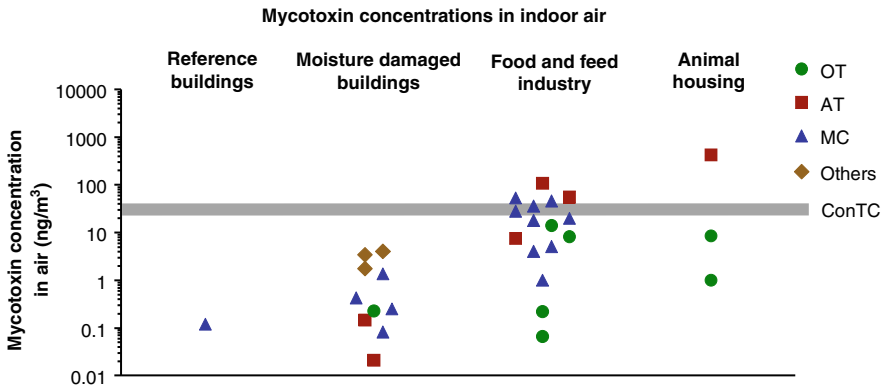 Mycotoxin concentrations in indoor air
Reference
buildings
Moisture damaged
buildings
Food and feed
industry
Animal
housing
Mycotoxin concentration
in air (ng/m³)
10000
1000
100
10
1
0.1
0.01
OT
AT
MC
Others
ConTC